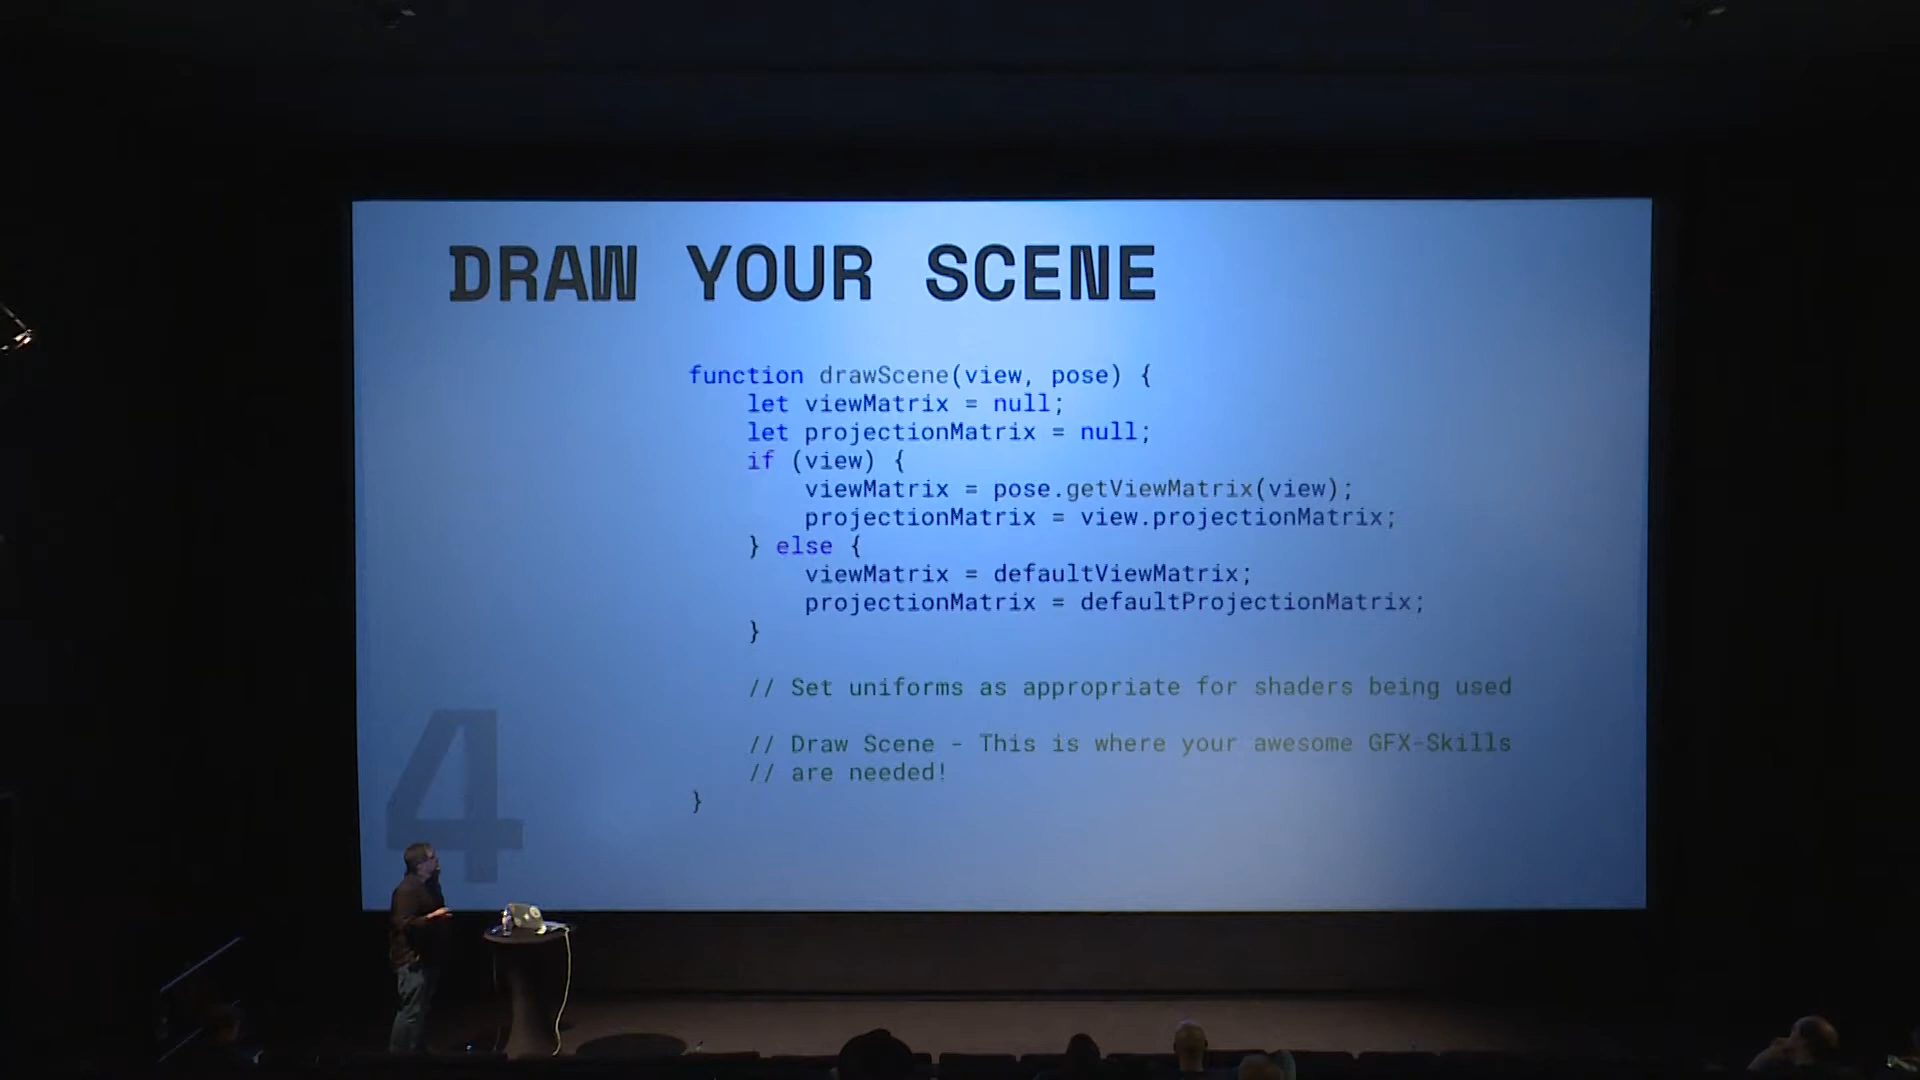 DRAW YOUR SCENE
function drawScene(view, pose) {
let viewMatrix = null;
let projectionMatrix = null;
if (view) {
viewMatrix = pose.getViewMatrix(view);
projectionMatrix = view.projectionMatrix;
} else {
viewMatrix = defaultViewMatrix;
projectionMatrix = defaultProjectionMatrix;
}
// Set uniforms as appropriate for shaders being used
// Draw Scene - This is where your awesome GFX-Skills
// are needed!
}
4